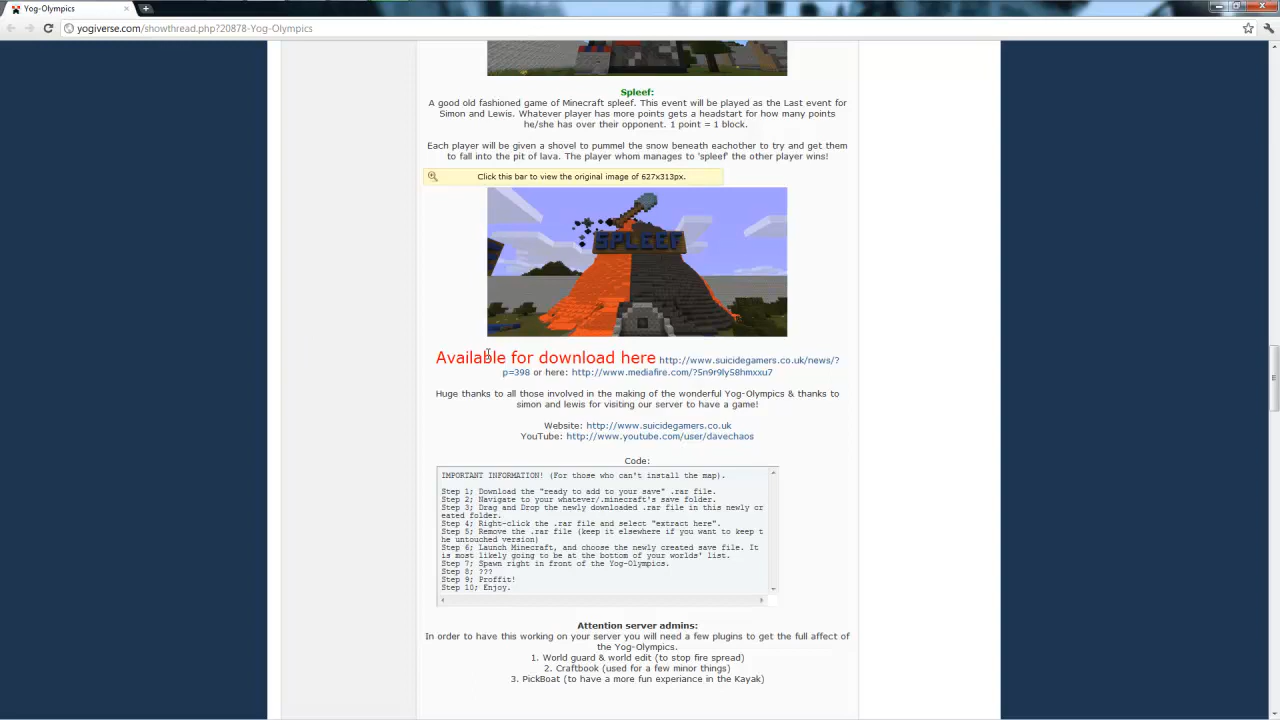 Yog-Olympics
yogiverse.com/showthread.php?20878-Yog-Olympics
Spleef:
A good old fashioned game of Minecraft spleef. This event will be played as the Last event for
Simon and Lewis. Whatever player has more points gets a headstart for how many points
he/she has over their opponent. 1 point = 1 block.
Each player will be given a shovel to pummel the snow beneath eachother to try and get them
to fall into the pit of lava. The player whom manages to 'spleef' the other player wins!
Click this bar to view the original image of 627x313px.
SPLEEF
Available for download here http://www.suicidegamers.co.uk/news/?
p=398 or here: http://www.mediafire.com/?5n9r9ly58hmxxu7
Huge thanks to all those involved in the making of the wonderful Yog-Olympics & thanks to
simon and lewis for visiting our server to have a game!
Website: http://www.suicidegamers.co.uk
YouTube: http://www.youtube.com/user/davechaos
Code:
IMPORTANT INFORMATION! (For those who can't install the map).
Step 1; Download the "ready to add to your save" .rar file.
Step 2; Navigate to your whatever/.minecraft's save folder.
Step 3; Drag and Drop the newly downloaded .rar file in this newly cr
eated folder.
Step 4; Right-click the .rar file and select "extract here".
Step 5; Remove the .rar file (keep it elsewhere if you want to keep t
he untouched version)
Step 6; Launch Minecraft, and choose the newly created save file. It
is most likely going to be at the bottom of your worlds' list.
Step 7; Spawn right in front of the Yog-Olympics.
Step 8; ???
Step 9; Proffit!
Step 10; Enjoy.
Attention server admins:
In order to have this working on your server you will need a few plugins to get the full affect of
the Yog-Olympics.
1. World guard & world edit (to stop fire spread)
2. Craftbook (used for a few minor things)
3. PickBoat (to have a more fun experiance in the Kayak)